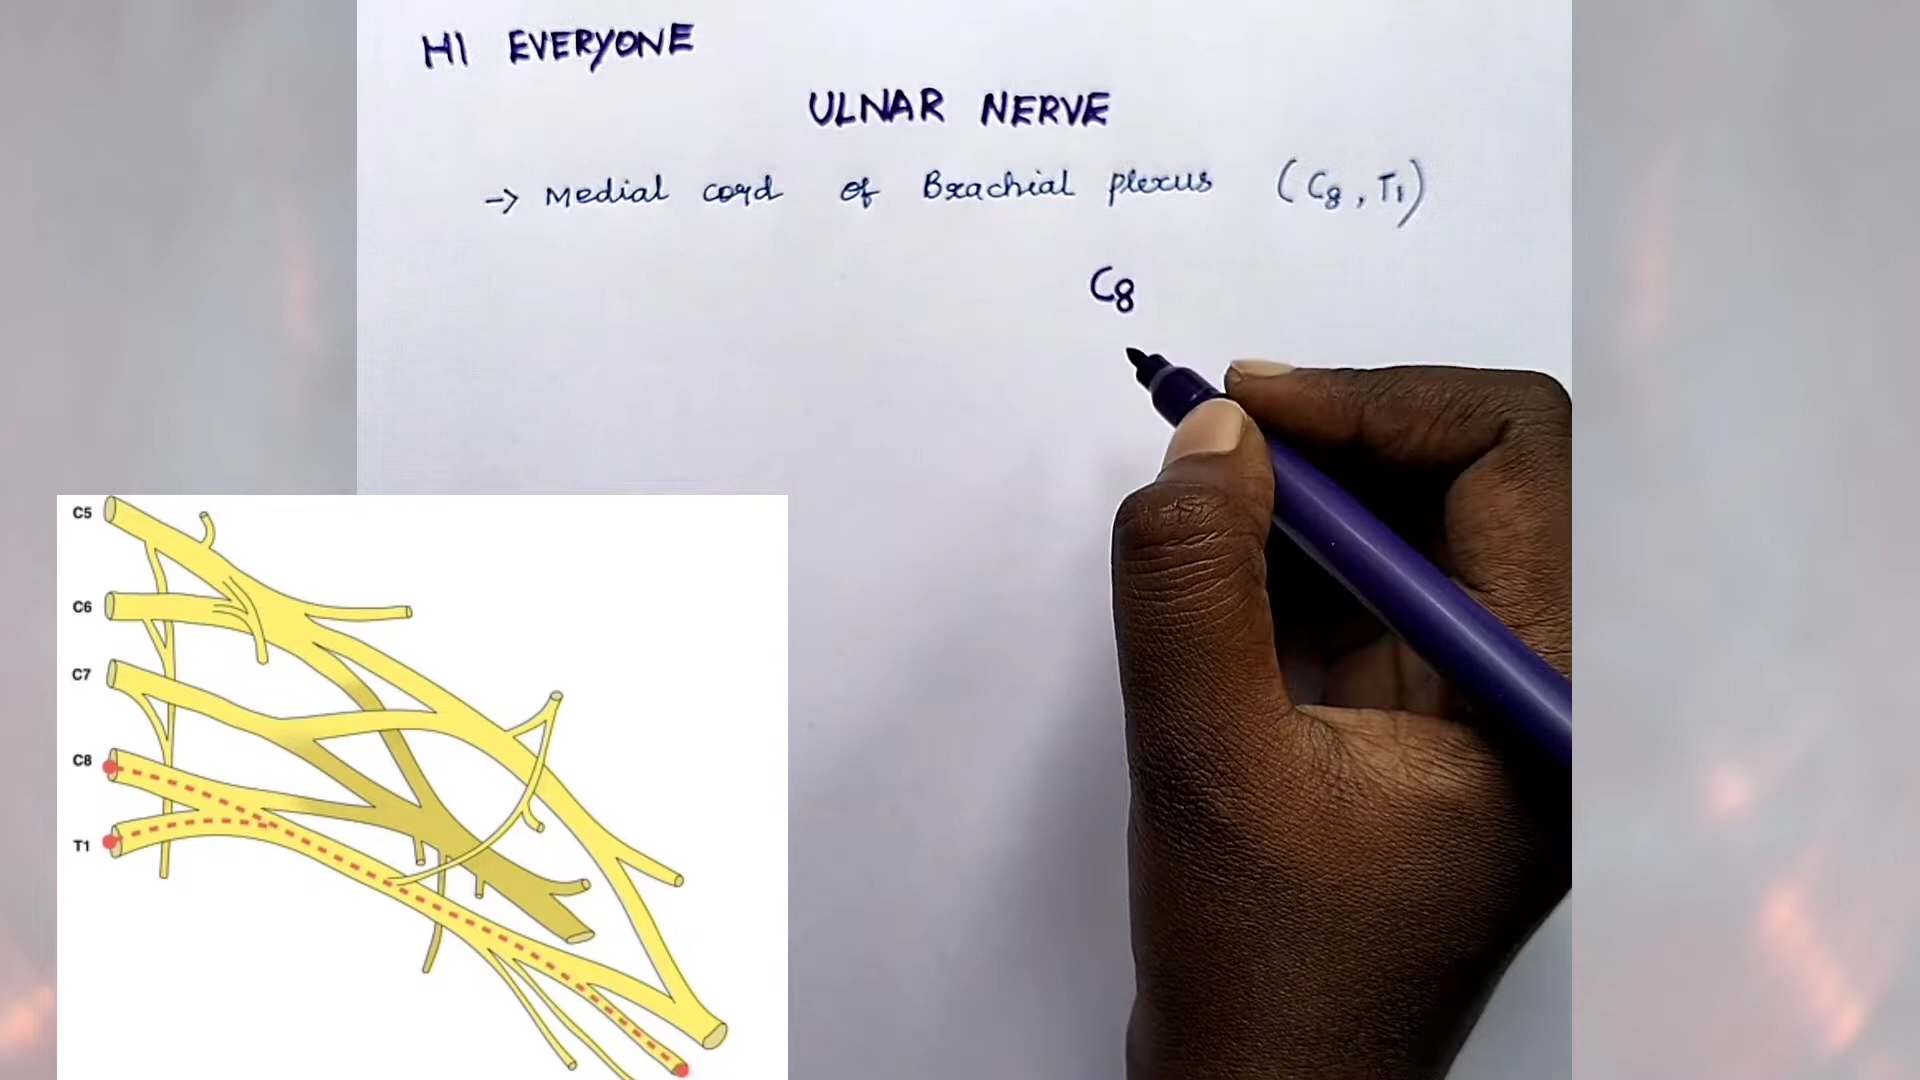 HI EVERYONE
ULNAR NERVE
-> Medial cord of Brachial plexus (C8, T1)
C8
C5
C6
C7
C8
T1